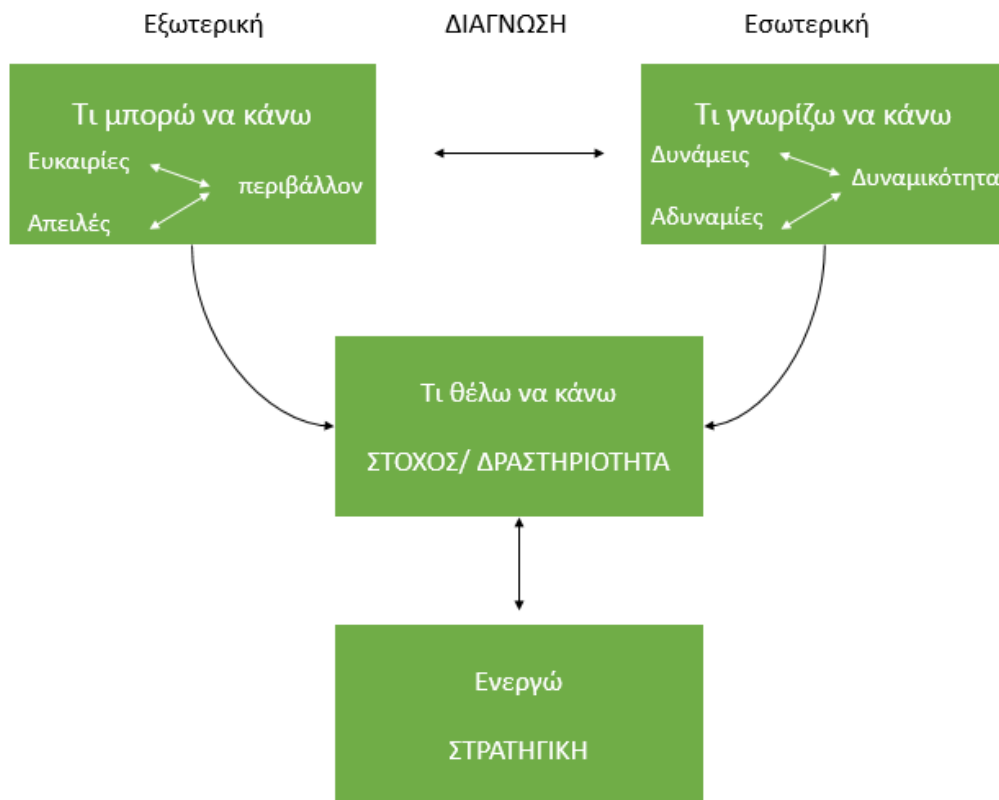 Εξωτερική ΔΙΑΓΝΩΣΗ Εσωτερική
Τι μπορώ να κάνω
Ευκαιρίες
περιβάλλον
Απειλές
Τι γνωρίζω να κάνω
Δυνάμεις
Δυναμικότητα
Αδυναμίες
Τι θέλω να κάνω
ΣΤΟΧΟΣ/ ΔΡΑΣΤΗΡΙΟΤΗΤΑ
Ενεργώ
ΣΤΡΑΤΗΓΙΚΗ